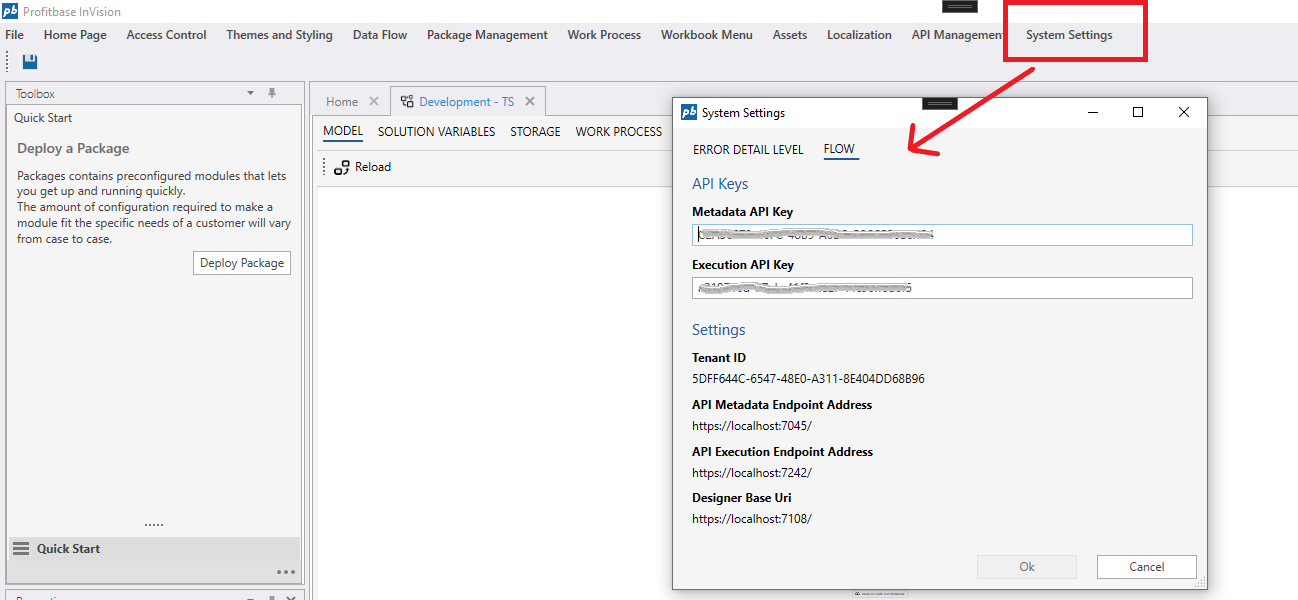 pb Profitbase InVision
File Home Page Access Control Themes and Styling Data Flow Package Management Work Process Workbook Menu Assets Localization API Management System Settings
Toolbox
Quick Start
Deploy a Package
Packages contains preconfigured modules that lets
you get up and running quickly.
The amount of configuration required to make a
module fit the specific needs of a customer will vary
from case to case.
Deploy Package
Quick Start
Home
Development - TS
MODEL SOLUTION VARIABLES STORAGE WORK PROCESS
Reload
pb System Settings
ERROR DETAIL LEVEL FLOW
API Keys
Metadata API Key
Execution API Key
Settings
Tenant ID
5DFF644C-6547-48E0-A311-8E404DD68B96
API Metadata Endpoint Address
https://localhost:7045/
API Execution Endpoint Address
https://localhost:7242/
Designer Base Uri
https://localhost:7108/
Ok Cancel